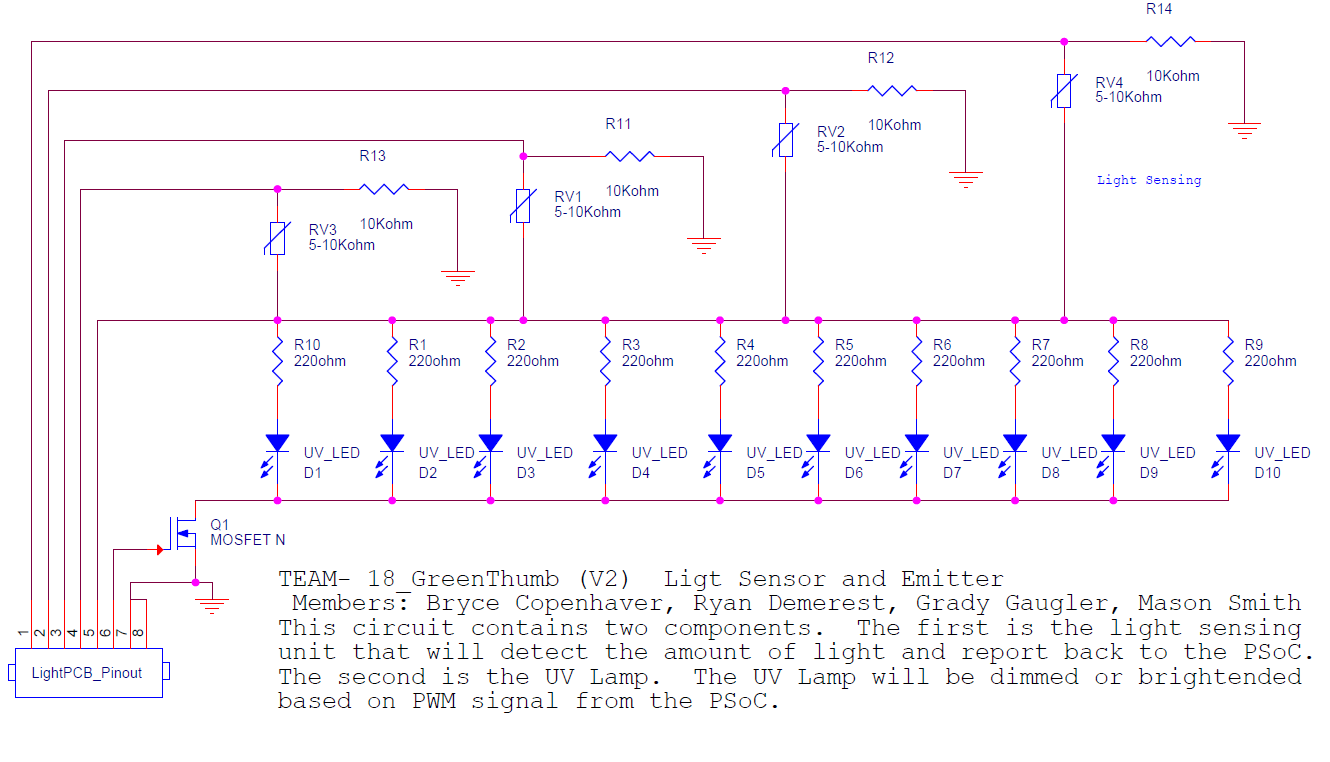 R14
R12
10Kohm
RV4
5-10Kohm
R11
10Kohm
RV2
5-10Kohm
R13
Light Sensing
10Kohm
RV1
5-10Kohm
10Kohm
RV3
5-10Kohm
R10 R1 R2 R3 R4 R5 R6 R7 R8 R9
220ohm 220ohm 220ohm 220ohm 220ohm 220ohm 220ohm 220ohm 220ohm 220ohm
UV_LED UV_LED UV_LED UV_LED UV_LED UV_LED UV_LED UV_LED UV_LED UV_LED
D1 D2 D3 D4 D5 D6 D7 D8 D9 D10
Q1
MOSFET N
TEAM- 18_GreenThumb (V2) Ligt Sensor and Emitter
Members: Bryce Copenhaver, Ryan Demerest, Grady Gaugler, Mason Smith
This circuit contains two components. The first is the light sensing
unit that will detect the amount of light and report back to the PSoC.
The second is the UV Lamp. The UV Lamp will be dimmed or brightended
based on PWM signal from the PSoC.
1 2 3 4 5 6 7 8
LightPCB_Pinout